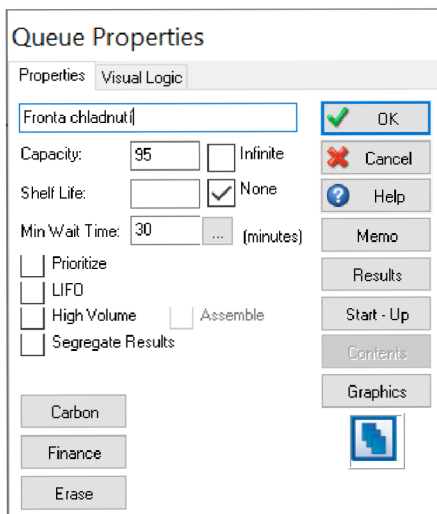 Queue Properties
Properties Visual Logic
Fronta chladnutí
OK
Capacity: 95 Infinite
Cancel
Shelf Life: None
Help
Min Wait Time: 30 ... (minutes)
Memo
Prioritize
Results
LIFO
High Volume Assemble
Start - Up
Segregate Results
Contents
Graphics
Carbon
Finance
Erase